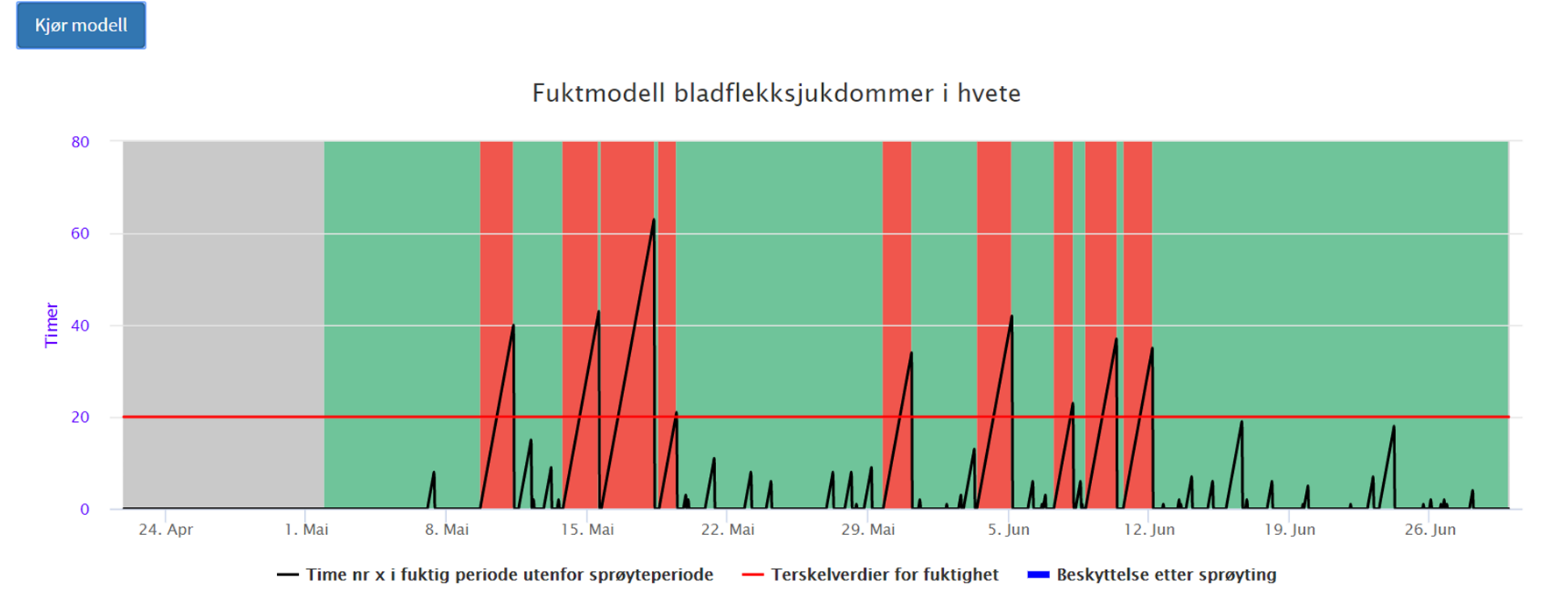 Kjør modell
Fuktmodell bladflekksjukdommer i hvete
80
60
40
20
0
Timer
24. Apr 1. Mai 8. Mai 15. Mai 22. Mai 29. Mai 5. Jun 12. Jun 19. Jun 26. Jun
Time nr x i fuktig periode utenfor sprøyteperiode Terskelverdier for fuktighet Beskyttelse etter sprøyting